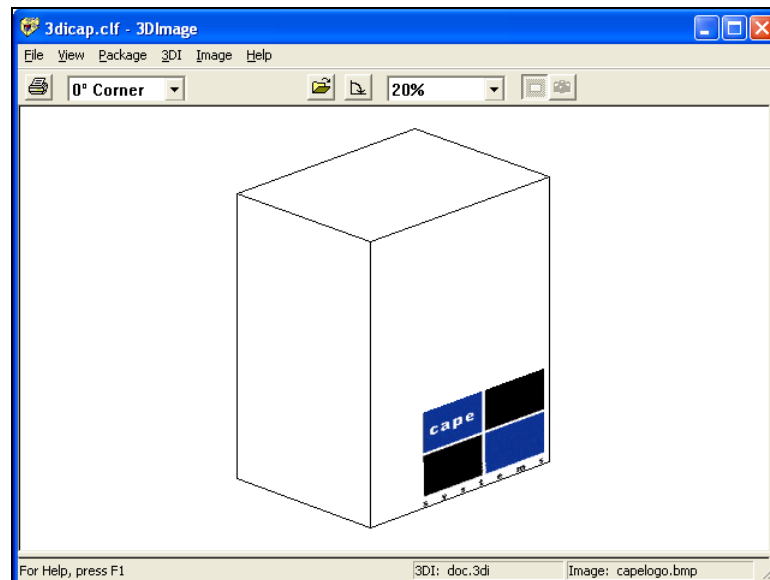 3dicap.clf - 3DImage
File View Package 3DI Image Help
0° Corner 20%
cape
systems
For Help, press F1 3DI: doc.3di Image: capelogo.bmp